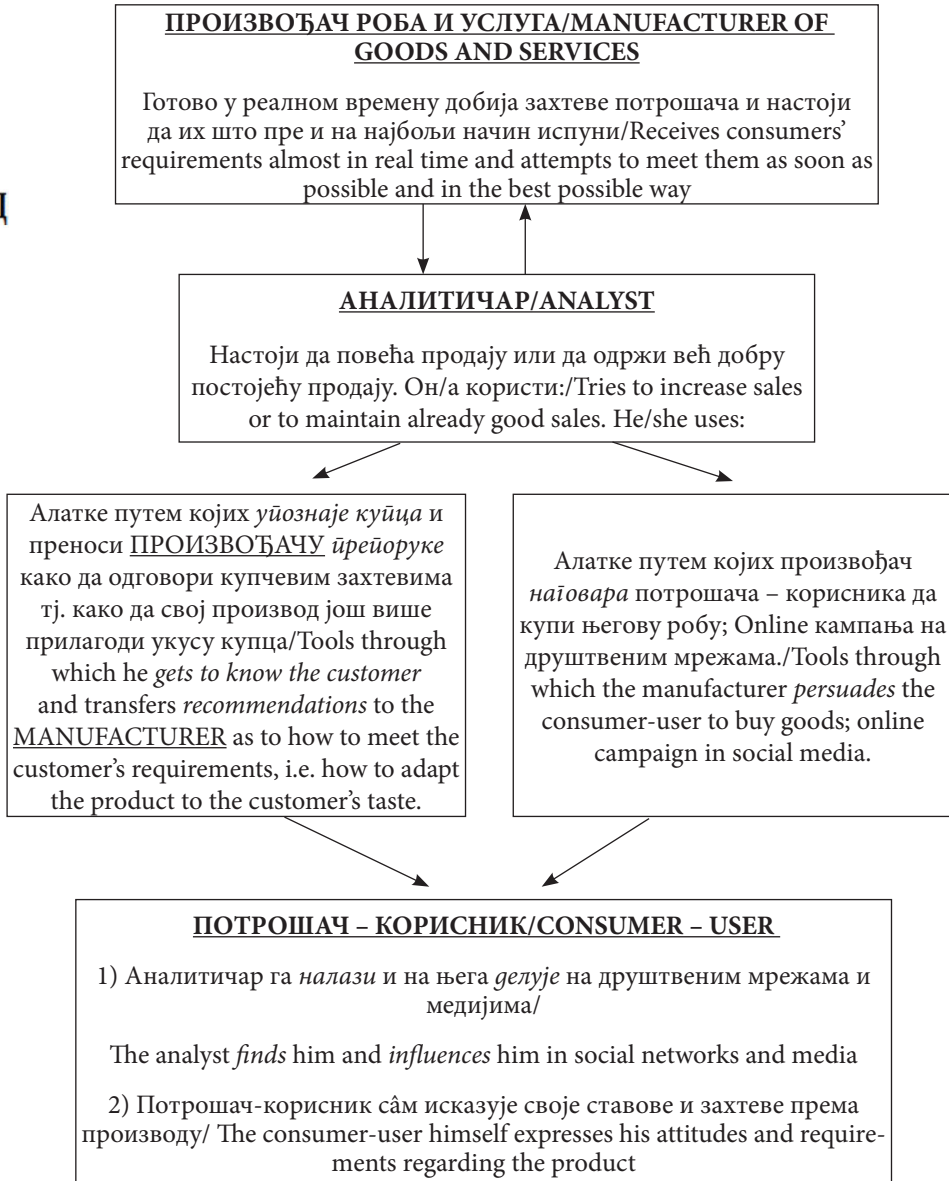 ПРОИЗВОЂАЧ РОБА И УСЛУГА/MANUFACTURER OF
GOODS AND SERVICES
Готово у реалном времену добија захтеве потрошача и настоји
да их што пре и на најбољи начин испуни/Receives consumers’
requirements almost in real time and attempts to meet them as soon as
possible and in the best possible way
АНАЛИТИЧАР/ANALYST
Настоји да повећа продају или да одржи већ добру
постојећу продају. Он/а користи:/Tries to increase sales
or to maintain already good sales. He/she uses:
Алатке путем којих упознаје купца и
преноси ПРОИЗВОЂАЧУ препоруке
како да одговори купчевим захтевима
тј. како да свој производ још више
прилагоди укусу купца/Tools through
which he gets to know the customer
and transfers recommendations to the
MANUFACTURER as to how to meet the
customer’s requirements, i.e. how to adapt
the product to the customer’s taste.
Алатке путем којих произвођач
наговара потрошача – корисника да
купи његову робу; Online кампања на
друштвеним мрежама./Tools through
which the manufacturer persuades the
consumer-user to buy goods; online
campaign in social media.
ПОТРОШАЧ – КОРИСНИК/CONSUMER – USER
1) Аналитичар га налази и на њега делује на друштвеним мрежама и
медијима/
The analyst finds him and influences him in social networks and media
2) Потрошач-корисник сâм исказује своје ставове и захтеве према
производу/ The consumer-user himself expresses his attitudes and require-
ments regarding the product